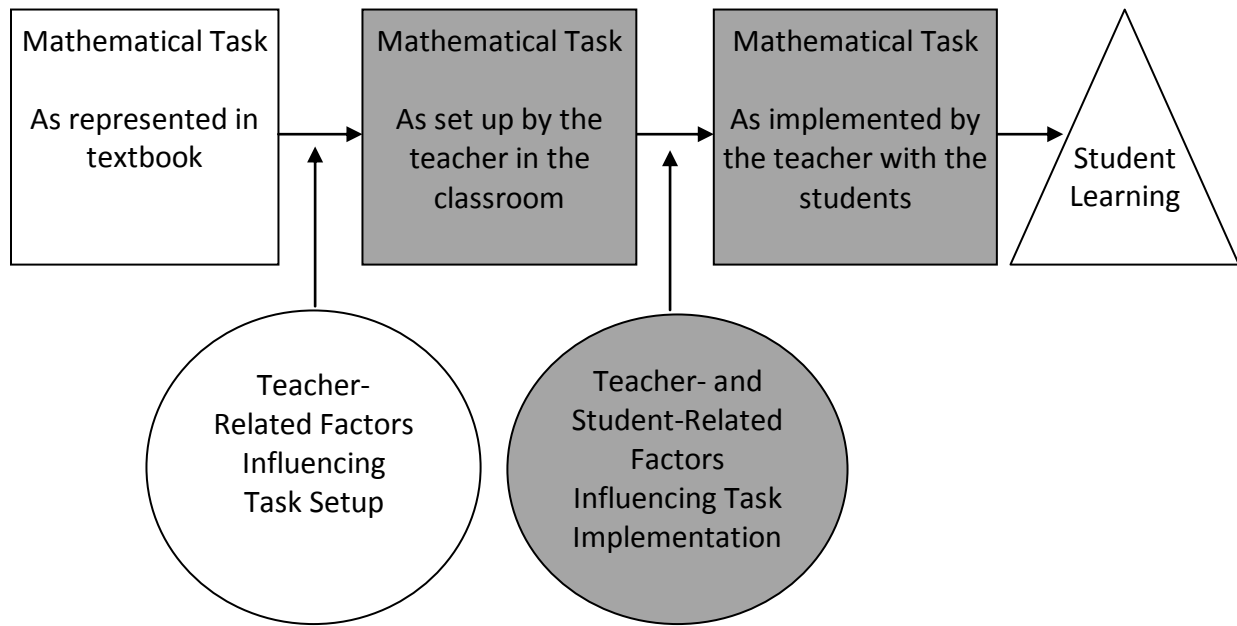 Mathematical Task
As represented in
textbook
Mathematical Task
As set up by the
teacher in the
classroom
Mathematical Task
As implemented by
the teacher with the
students
Student
Learning
Teacher-
Related Factors
Influencing
Task Setup
Teacher- and
Student-Related
Factors
Influencing Task
Implementation